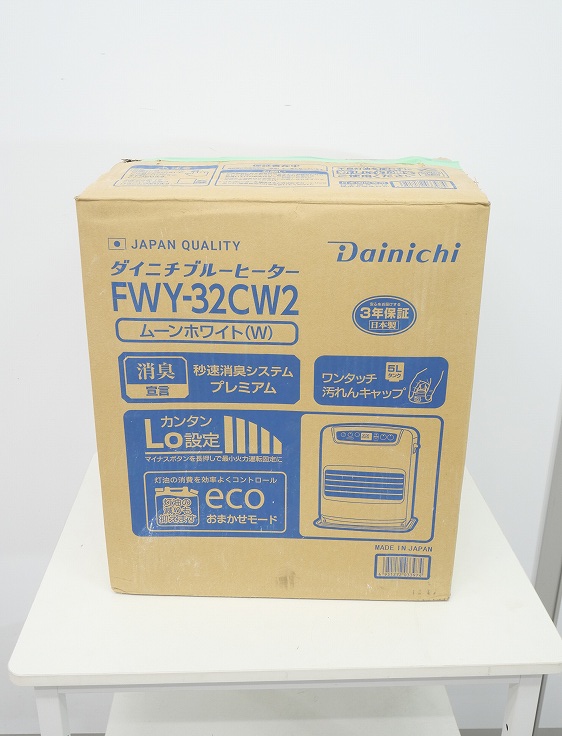 JAPAN QUALITY
Dainichi
ダイニチブルーヒーター
FWY-32CW2
ムーンホワイト(W)
3年保証
日本製
消臭
宣言
秒速消臭システム
プレミアム
ワンタッチ
汚れんキャップ
5L
タンク
カンタン
Lo設定
マイナスボタンを長押しで最小火力運転固定に
灯油の消費を効率よくコントロール
eco
おまかせモード
MADE IN JAPAN